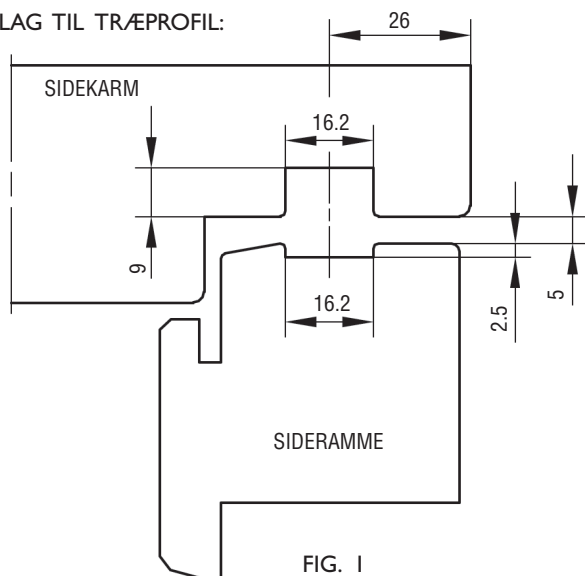 LAG TIL TRÆPROFIL:
26
SIDEKARM
16.2
9
5
2.5
16.2
SIDERAMME
FIG. 1